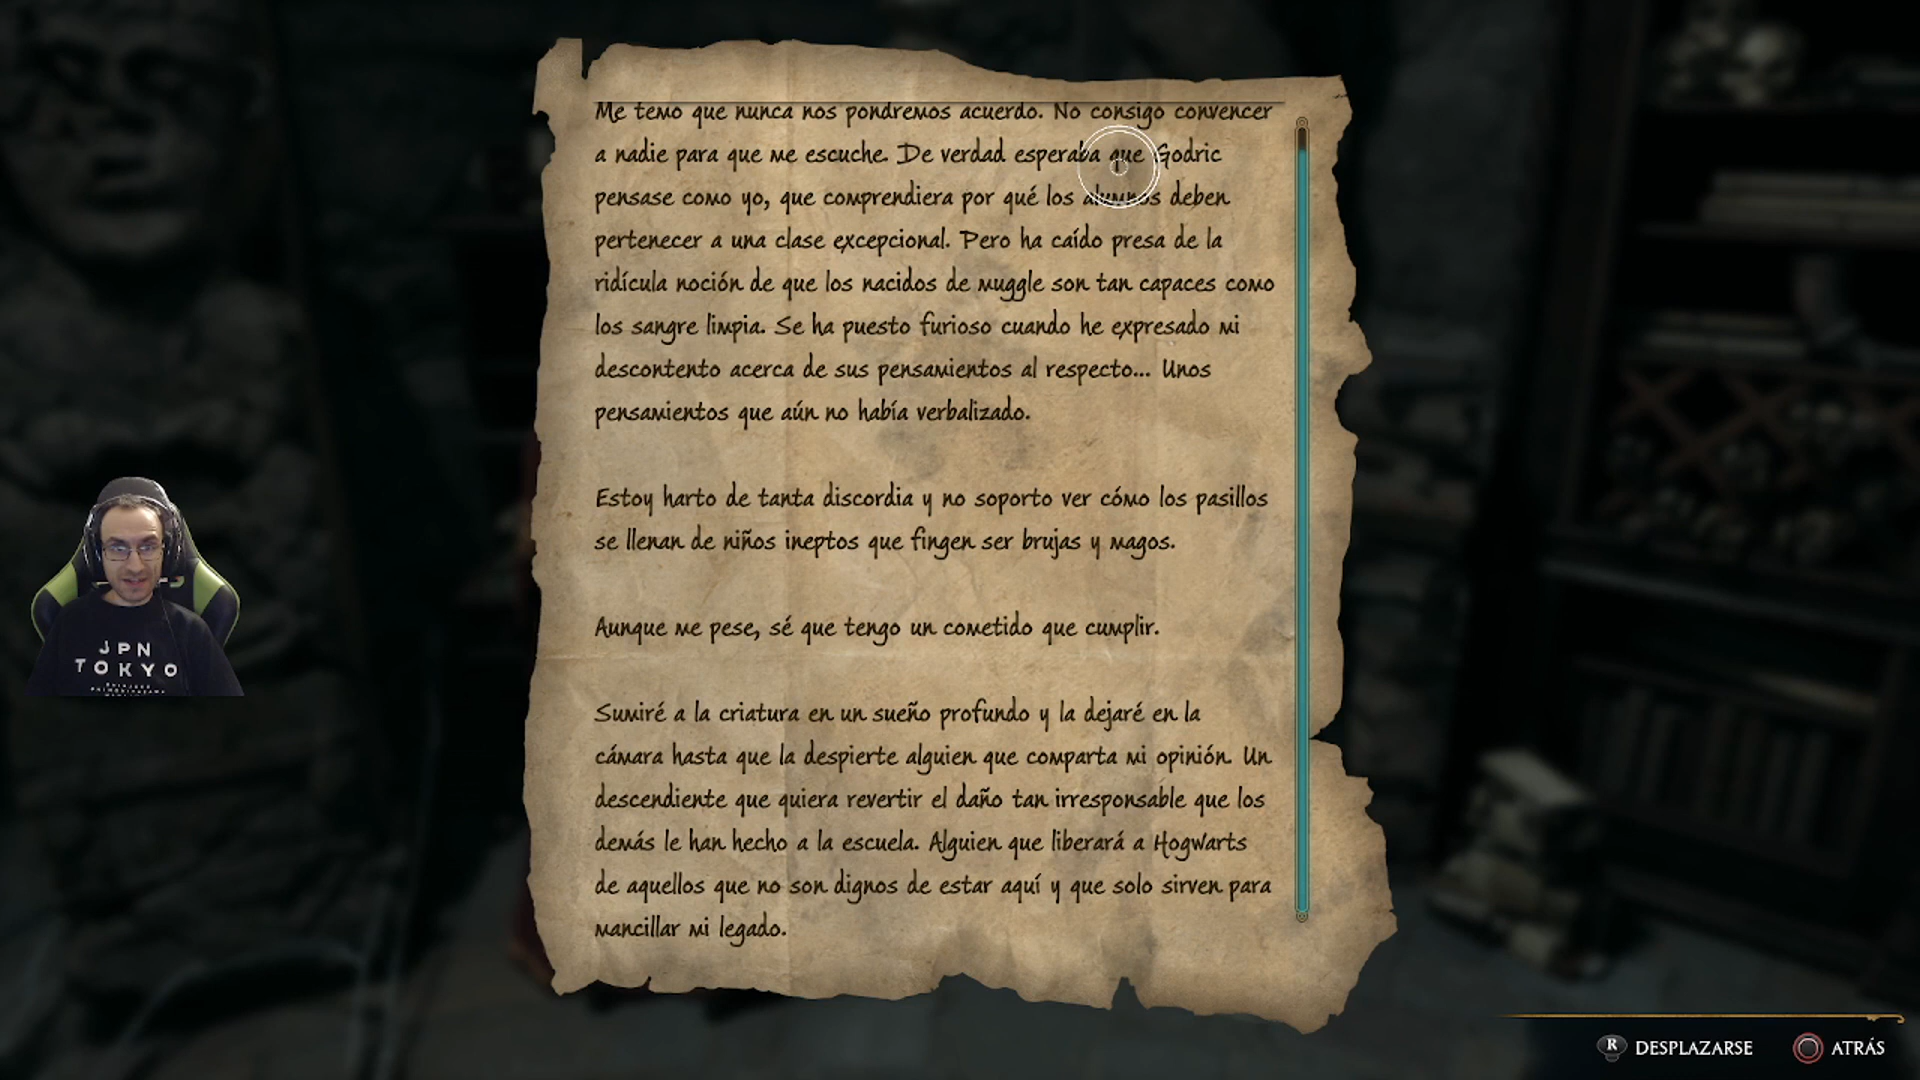 Me temo que nunca nos pondremos acuerdo. No consigo convencer
a nadie para que me escuche. De verdad esperaba que Godric
pensase como yo, que comprendiera por qué los alumnos deben
pertenecer a una clase excepcional. Pero ha caído presa de la
ridícula noción de que los nacidos de muggle son tan capaces como
los sangre limpia. Se ha puesto furioso cuando he expresado mi
descontento acerca de sus pensamientos al respecto... Unos
pensamientos que aún no había verbalizado.
Estoy harto de tanta discordia y no soporto ver cómo los pasillos
se llenan de niños ineptos que fingen ser brujas y magos.
Aunque me pese, sé que tengo un cometido que cumplir.
Sumiré a la criatura en un sueño profundo y la dejaré en la
cámara hasta que la despierte alguien que comparta mi opinión. Un
descendiente que quiera revertir el daño tan irresponsable que los
demás le han hecho a la escuela. Alguien que liberará a Hogwarts
de aquellos que no son dignos de estar aquí y que solo sirven para
mancillar mi legado.
JPN
TOKYO
R DESPLAZARSE
ATRÁS